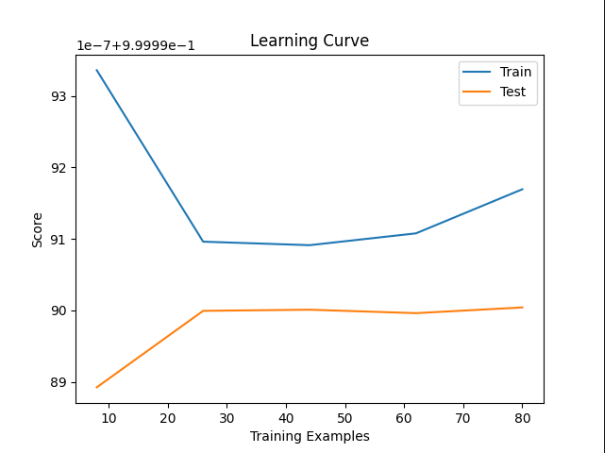 1e−7+9.9999e−1
Learning Curve
Train
Test
93
92
91
90
89
Score
10 20 30 40 50 60 70 80
Training Examples